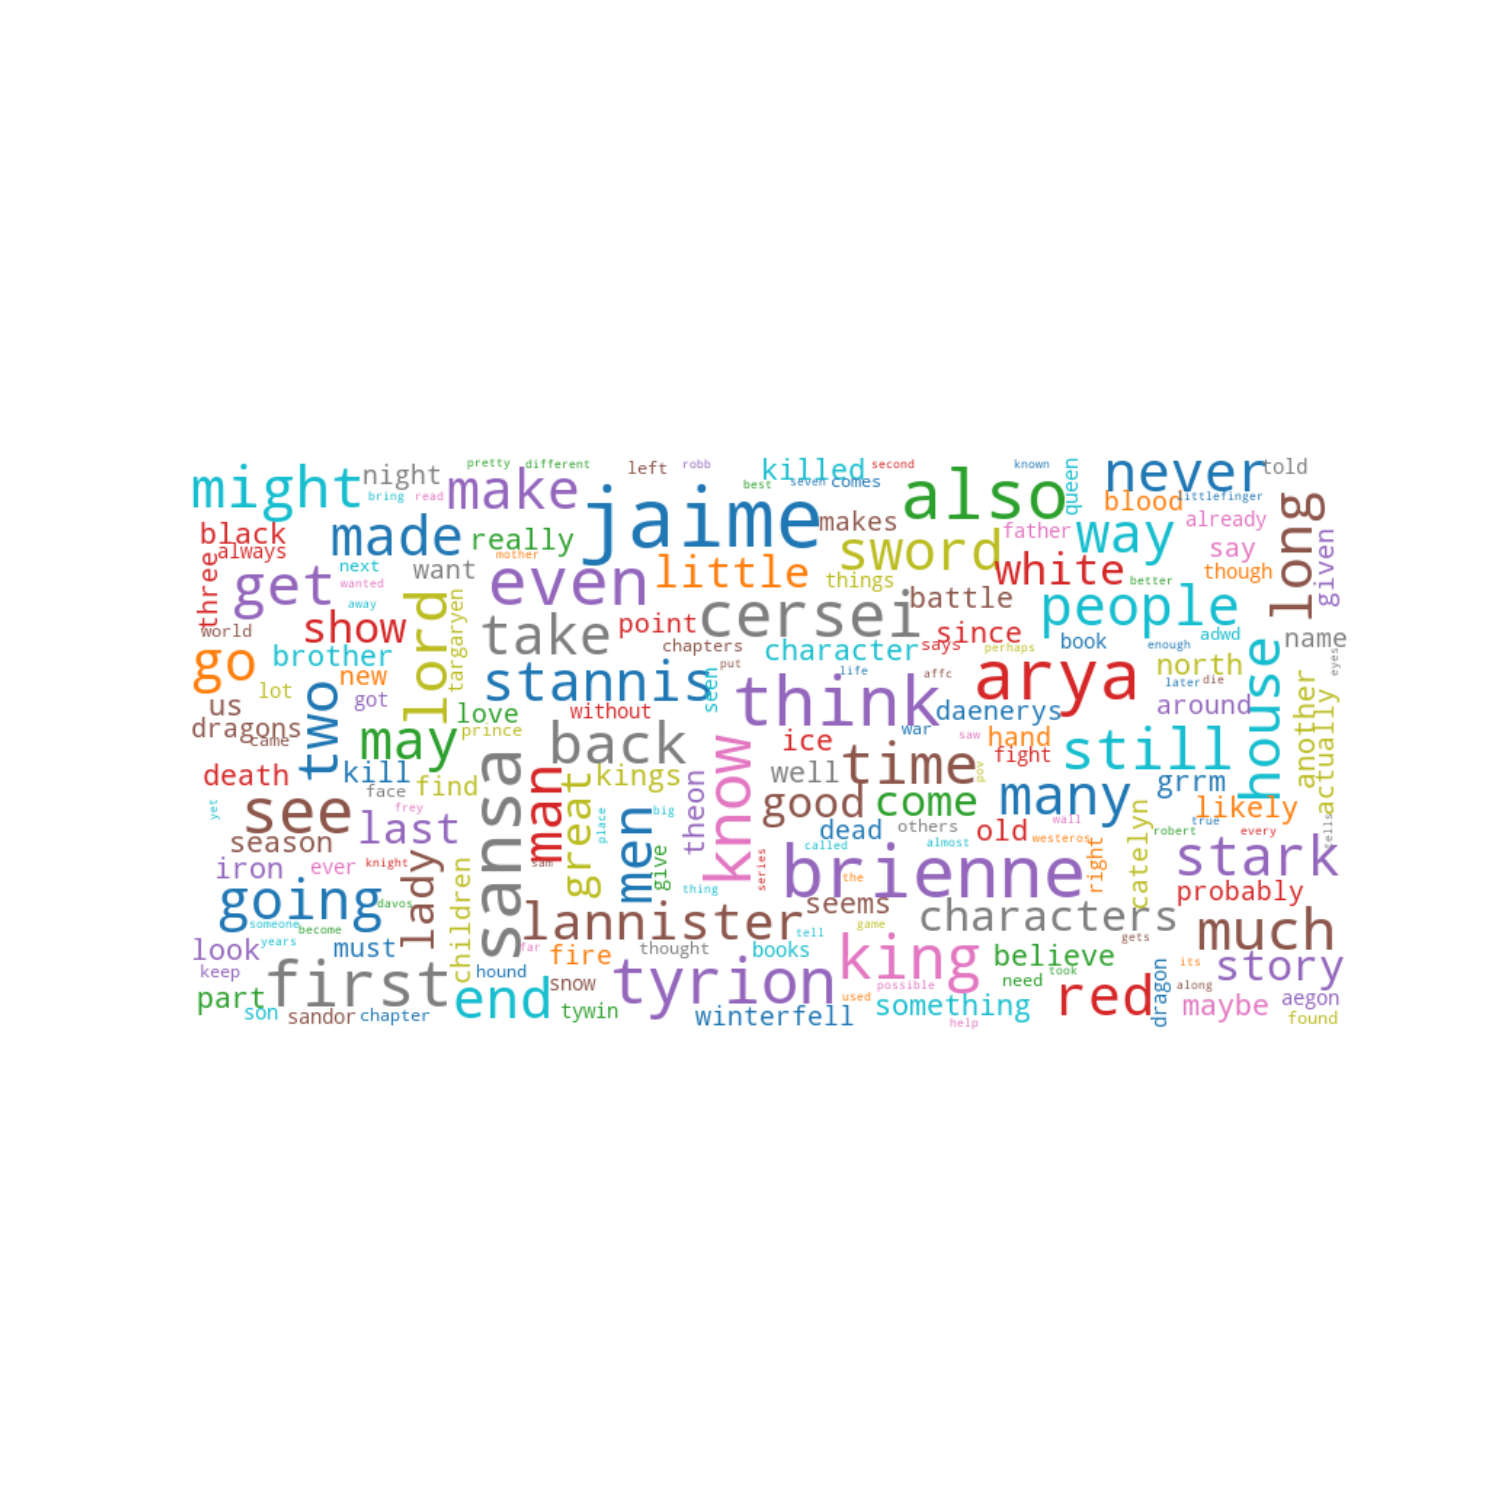 might
night
pretty
different
left
robb
killed
second
known
queen
never
told
bring
read
make
jaime
best
seven
comes
also
blood
littlefinger
long
black
always
made
really
makes
sword
father
way
already
say
given
three
next
want
mother
even
little
things
white
better
though
get
wanted
away
lord
targaryen
take
point
cersei
battle
people
adwd
name
world
show
brother
chapters
character
says
since
perhaps
book
enough
house
eyes
go
new
stannis
put
seen
life
affc
arya
north
later
die
lot
got
us
two
love
prince
without
think
daenerys
around
another
actually
dragons
came
may
back
know
war
saw
hand
fight
still
ice
death
kill
face
find
sansa
man
great
kings
theon
well
time
pov
grrm
see
yet
frey
last
men
big
place
good
come
many
likely
true
tells
season
dead
others
old
wall
westeros
catelyn
robert
every
iron
ever
knight
lady
children
sam
give
thing
series
called
almost
brienne
the
right
stark
going
davos
probably
someone
become
lannister
seems
characters
much
look
years
must
far
fire
thought
books
tell
game
king
believe
gets
its
story
keep
first
hound
snow
tyrion
possible
need
took
dragon
along
part
son
sandor
chapter
end
tywin
winterfell
used
something
help
red
maybe
aegon
found